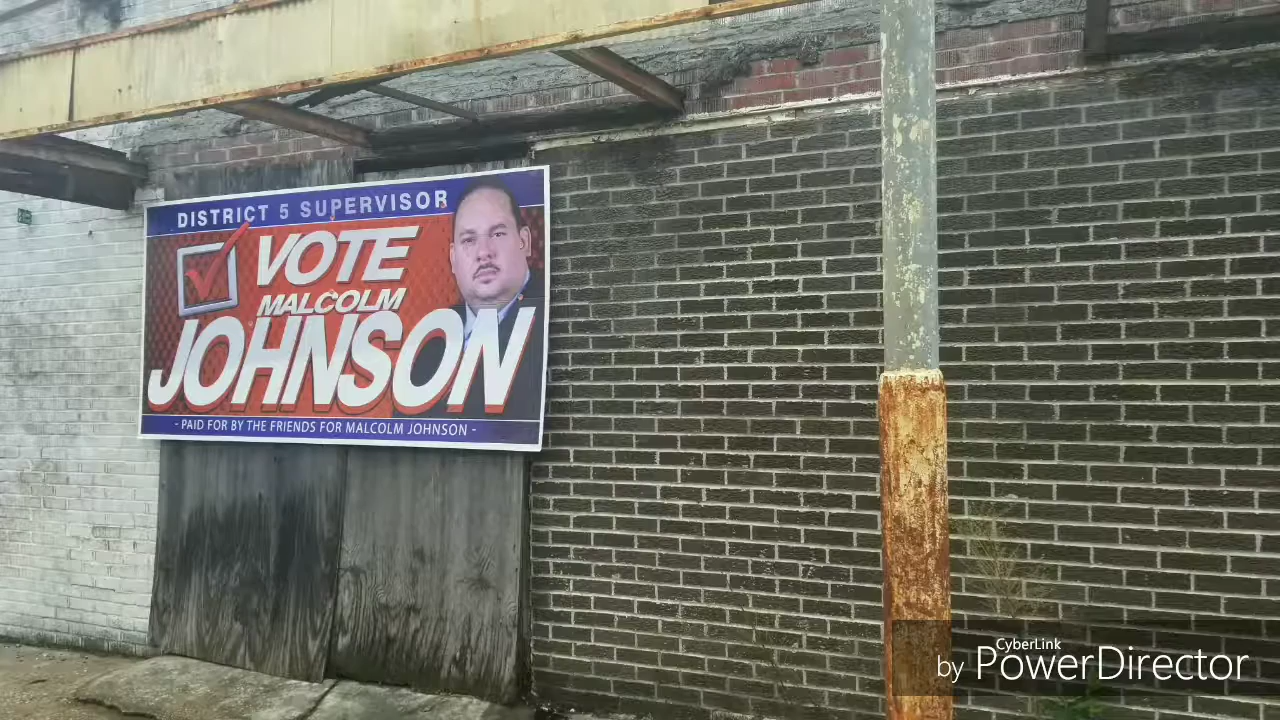 DISTRICT 5 SUPERVISOR
VOTE
MALCOLM
JOHNSON
- PAID FOR BY THE FRIENDS FOR MALCOLM JOHNSON -
CyberLink
by PowerDirector